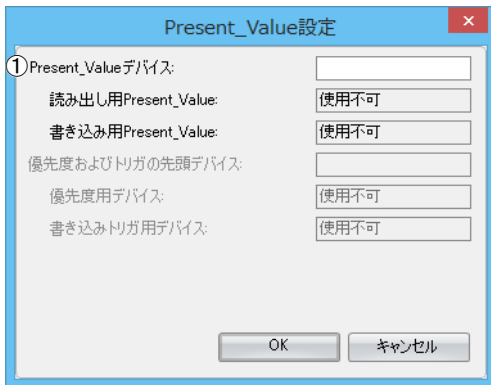 Present_Value設定
①Present_Valueデバイス:
読み出し用Present_Value: 使用不可
書き込み用Present_Value: 使用不可
優先度およびトリガの先頭デバイス:
優先度用デバイス: 使用不可
書き込みトリガ用デバイス: 使用不可
OK キャンセル